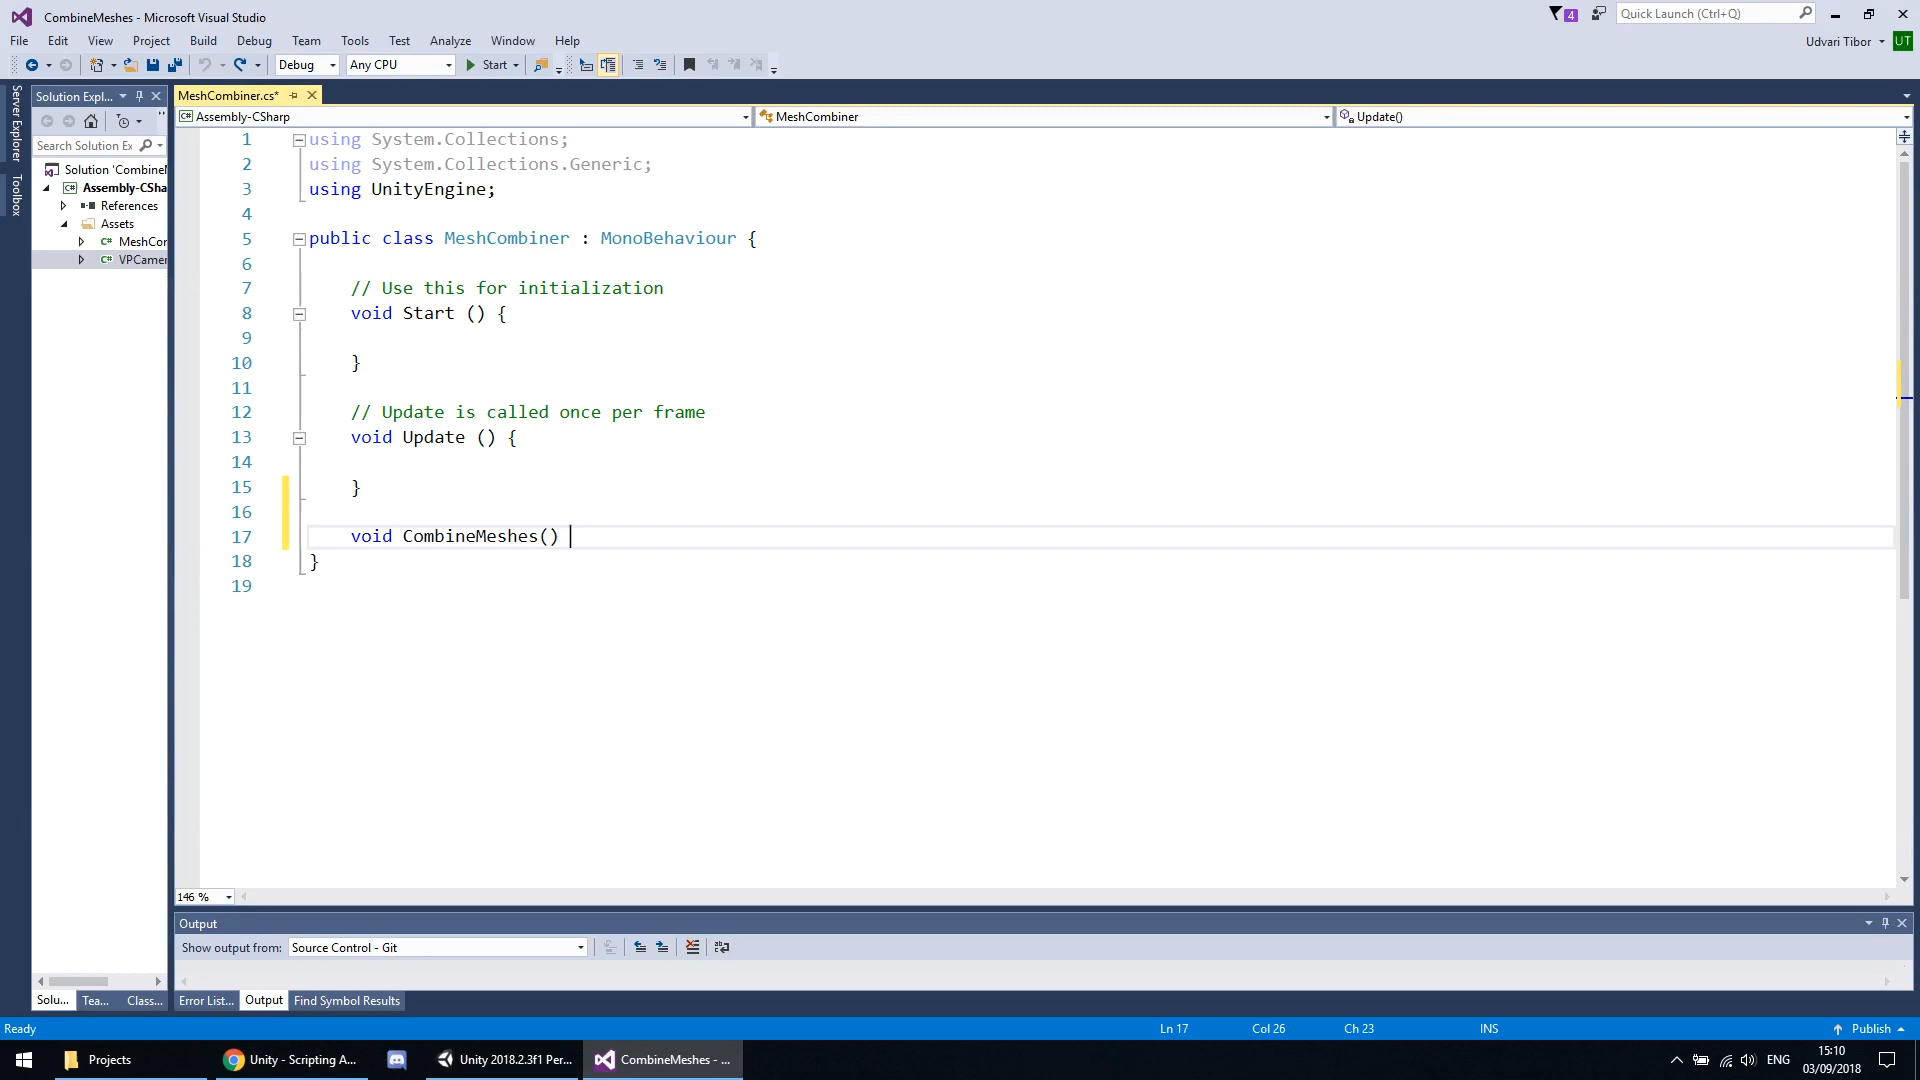 CombineMeshes - Microsoft Visual Studio
4
Quick Launch (Ctrl+Q)
File Edit View Project Build Debug Team Tools Test Analyze Window Help
Udvari Tibor UT
Debug Any CPU Start
Server Explorer
Toolbox
Solution Expl...
Search Solution Ex
Solution 'Combine
Assembly-CSha
References
Assets
MeshCor
VPCamer
MeshCombiner.cs*
Assembly-CSharp MeshCombiner Update()
1 using System.Collections;
2 using System.Collections.Generic;
3 using UnityEngine;
4
5 public class MeshCombiner : MonoBehaviour {
6
7 // Use this for initialization
8 void Start () {
9
10 }
11
12 // Update is called once per frame
13 void Update () {
14
15 }
16
17 void CombineMeshes()
18 }
19
146 %
Output
Show output from: Source Control - Git
Solu... Tea... Class... Error List... Output Find Symbol Results
Ready Ln 17 Col 26 Ch 23 INS Publish
Projects Unity - Scripting A... Unity 2018.2.3f1 Per... CombineMeshes - ... ENG 15:10
03/09/2018